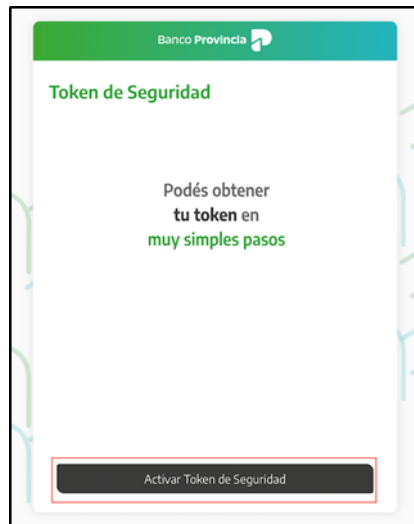 Banco Provincia
Token de Seguridad
Podés obtener
tu token en
muy simples pasos
Activar Token de Seguridad